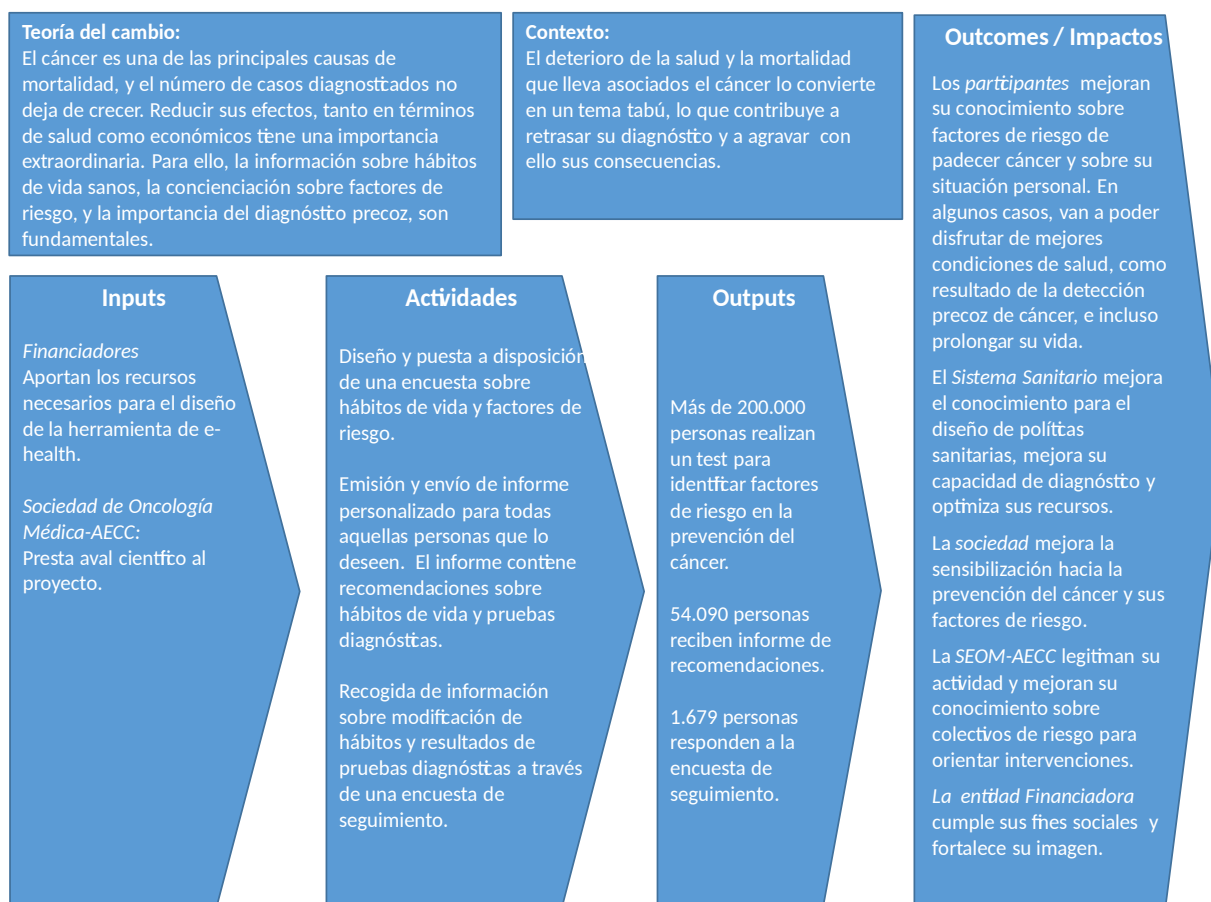 Teoría del cambio:
El cáncer es una de las principales causas de
mortalidad, y el número de casos diagnosticados no
deja de crecer. Reducir sus efectos, tanto en términos
de salud como económicos tiene una importancia
extraordinaria. Para ello, la información sobre hábitos
de vida sanos, la concienciación sobre factores de
riesgo, y la importancia del diagnóstico precoz, son
fundamentales.
Contexto:
El deterioro de la salud y la mortalidad
que lleva asociados el cáncer lo convierte
en un tema tabú, lo que contribuye a
retrasar su diagnóstico y a agravar con
ello sus consecuencias.
Inputs
Financiadores
Aportan los recursos
necesarios para el diseño
de la herramienta de e-
health.
Sociedad de Oncología
Médica-AECC:
Presta aval científico al
proyecto.
Actividades
Diseño y puesta a disposición
de una encuesta sobre
hábitos de vida y factores de
riesgo.
Emisión y envío de informe
personalizado para todas
aquellas personas que lo
deseen. El informe contiene
recomendaciones sobre
hábitos de vida y pruebas
diagnósticas.
Recogida de información
sobre modificación de
hábitos y resultados de
pruebas diagnósticas a través
de una encuesta de
seguimiento.
Outputs
Más de 200.000
personas realizan
un test para
identificar factores
de riesgo en la
prevención del
cáncer.
54.090 personas
reciben informe de
recomendaciones.
1.679 personas
responden a la
encuesta de
seguimiento.
Outcomes / Impactos
Los participantes mejoran
su conocimiento sobre
factores de riesgo de
padecer cáncer y sobre su
situación personal. En
algunos casos, van a poder
disfrutar de mejores
condiciones de salud, como
resultado de la detección
precoz de cáncer, e incluso
prolongar su vida.
El Sistema Sanitario mejora
el conocimiento para el
diseño de políticas
sanitarias, mejora su
capacidad de diagnóstico y
optimiza sus recursos.
La sociedad mejora la
sensibilización hacia la
prevención del cáncer y sus
factores de riesgo.
La SEOM-AECC legitiman su
actividad y mejoran su
conocimiento sobre
colectivos de riesgo para
orientar intervenciones.
La entidad Financiadora
cumple sus fines sociales y
fortalece su imagen.